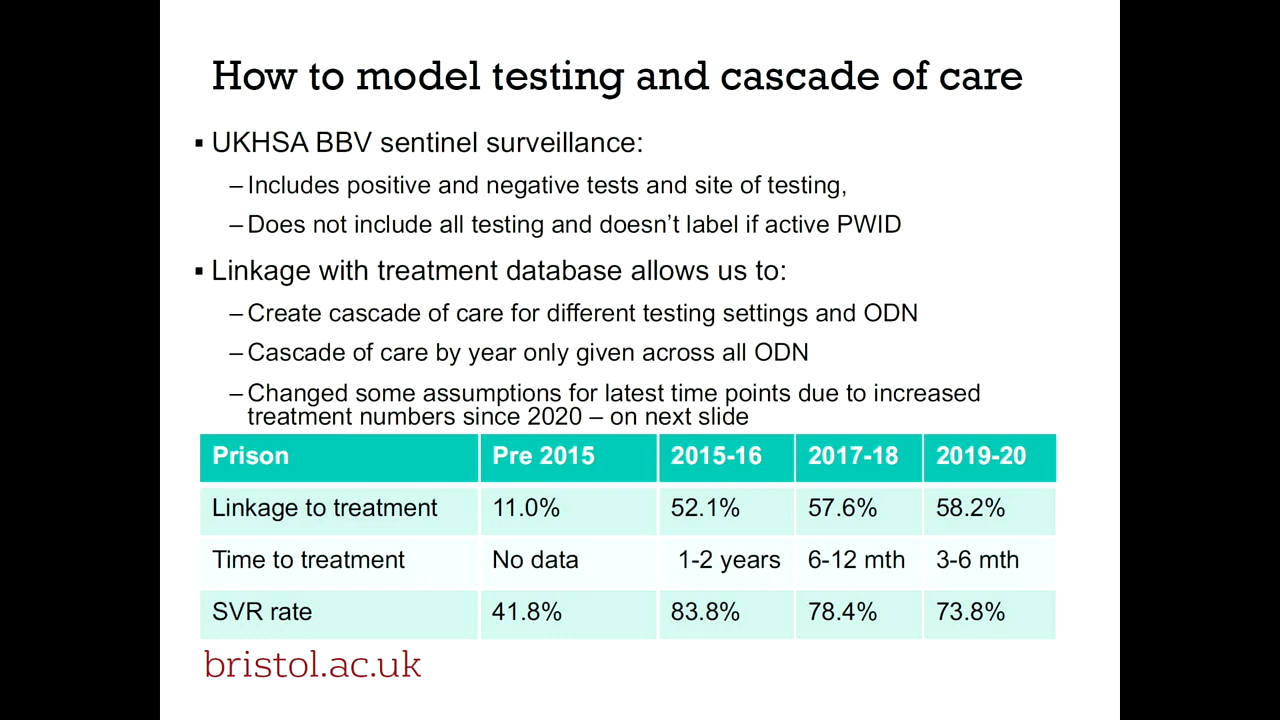 How to model testing and cascade of care
▪ UKHSA BBV sentinel surveillance:
– Includes positive and negative tests and site of testing,
– Does not include all testing and doesn't label if active PWID
▪ Linkage with treatment database allows us to:
– Create cascade of care for different testing settings and ODN
– Cascade of care by year only given across all ODN
– Changed some assumptions for latest time points due to increased
treatment numbers since 2020 – on next slide
Prison Pre 2015 2015-16 2017-18 2019-20
Linkage to treatment 11.0% 52.1% 57.6% 58.2%
Time to treatment No data 1-2 years 6-12 mth 3-6 mth
SVR rate 41.8% 83.8% 78.4% 73.8%
bristol.ac.uk